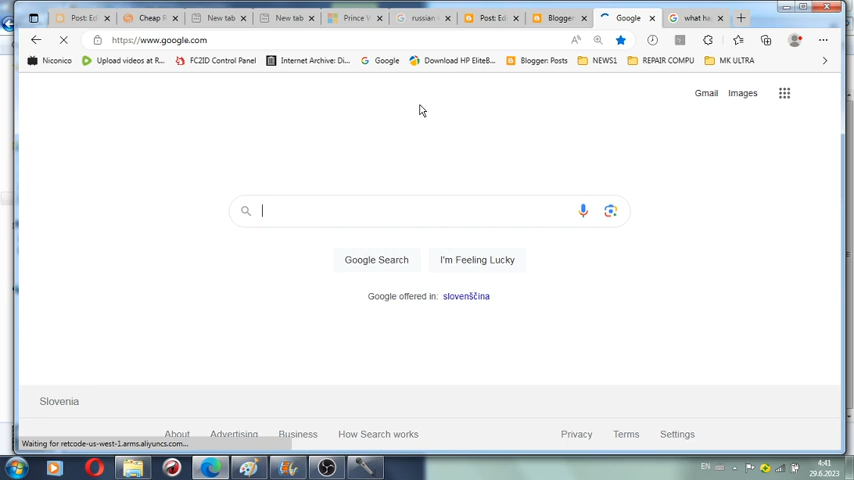 Post: Ed
Cheap R
New tab
New tab
Prince W
russian v
Post: Ed
Blogger
Google
what ha
https://www.google.com
Niconico
Upload videos at R...
FC2ID Control Panel
Internet Archive: Di...
Google
Download HP EliteB...
Blogger: Posts
NEWS1
REPAIR COMPU
MK ULTRA
Gmail
Images
Google Search
I'm Feeling Lucky
Google offered in: slovenščina
Slovenia
About
Advertising
Business
How Search works
Privacy
Terms
Settings
Waiting for retcode-us-west-1.arms.aliyuncs.com...
EN
4:41
29.6.2023